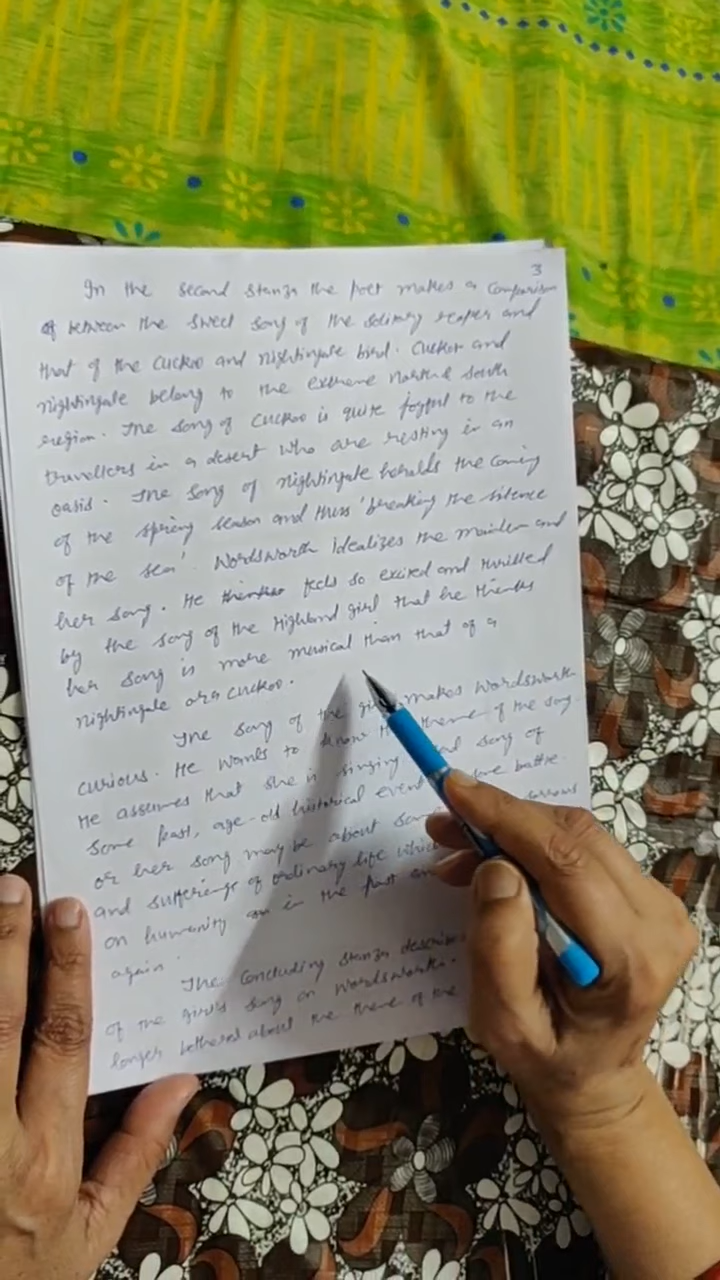 3
In the second stanza the poet makes a comparison
of between the sweet song of the solitary reaper and
that of the cuckoo and nightingale bird. Cuckoo and
nightingale belong to the extreme north & south
region. The song of cuckoo is quite joyful to the
travellers in a desert who are resting in an
oasis. The song of nightingale heralds the coming
of the spring season and thus 'breaking the silence
of the sea'. Wordsworth idealizes the maiden and
her song. He feels so excited and thrilled
by the song of the highland girl that he thinks
her song is more musical than that of a
nightingale or a cuckoo.
The song of the makes Wordsworth
curious. He wants to know theme of the song.
He assumes that she is singing song of
some past, age-old historical event battle.
or her song may be about sorrows
and sufferings of ordinary life
on humanity in the past
again.
The concluding stanza describes
of the girl's song on Wordsworth.
longer bothered about the theme of the